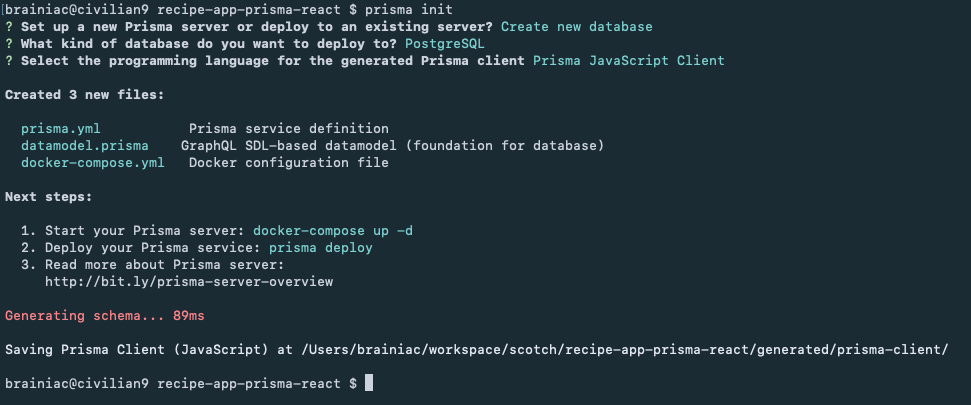 [brainiac@civilian9 recipe-app-prisma-react $ prisma init
? Set up a new Prisma server or deploy to an existing server? Create new database
? What kind of database do you want to deploy to? PostgreSQL
? Select the programming language for the generated Prisma client Prisma JavaScript Client
Created 3 new files:
prisma.yml Prisma service definition
datamodel.prisma GraphQL SDL-based datamodel (foundation for database)
docker-compose.yml Docker configuration file
Next steps:
1. Start your Prisma server: docker-compose up -d
2. Deploy your Prisma service: prisma deploy
3. Read more about Prisma server:
http://bit.ly/prisma-server-overview
Generating schema... 89ms
Saving Prisma Client (JavaScript) at /Users/brainiac/workspace/scotch/recipe-app-prisma-react/generated/prisma-client/
brainiac@civilian9 recipe-app-prisma-react $